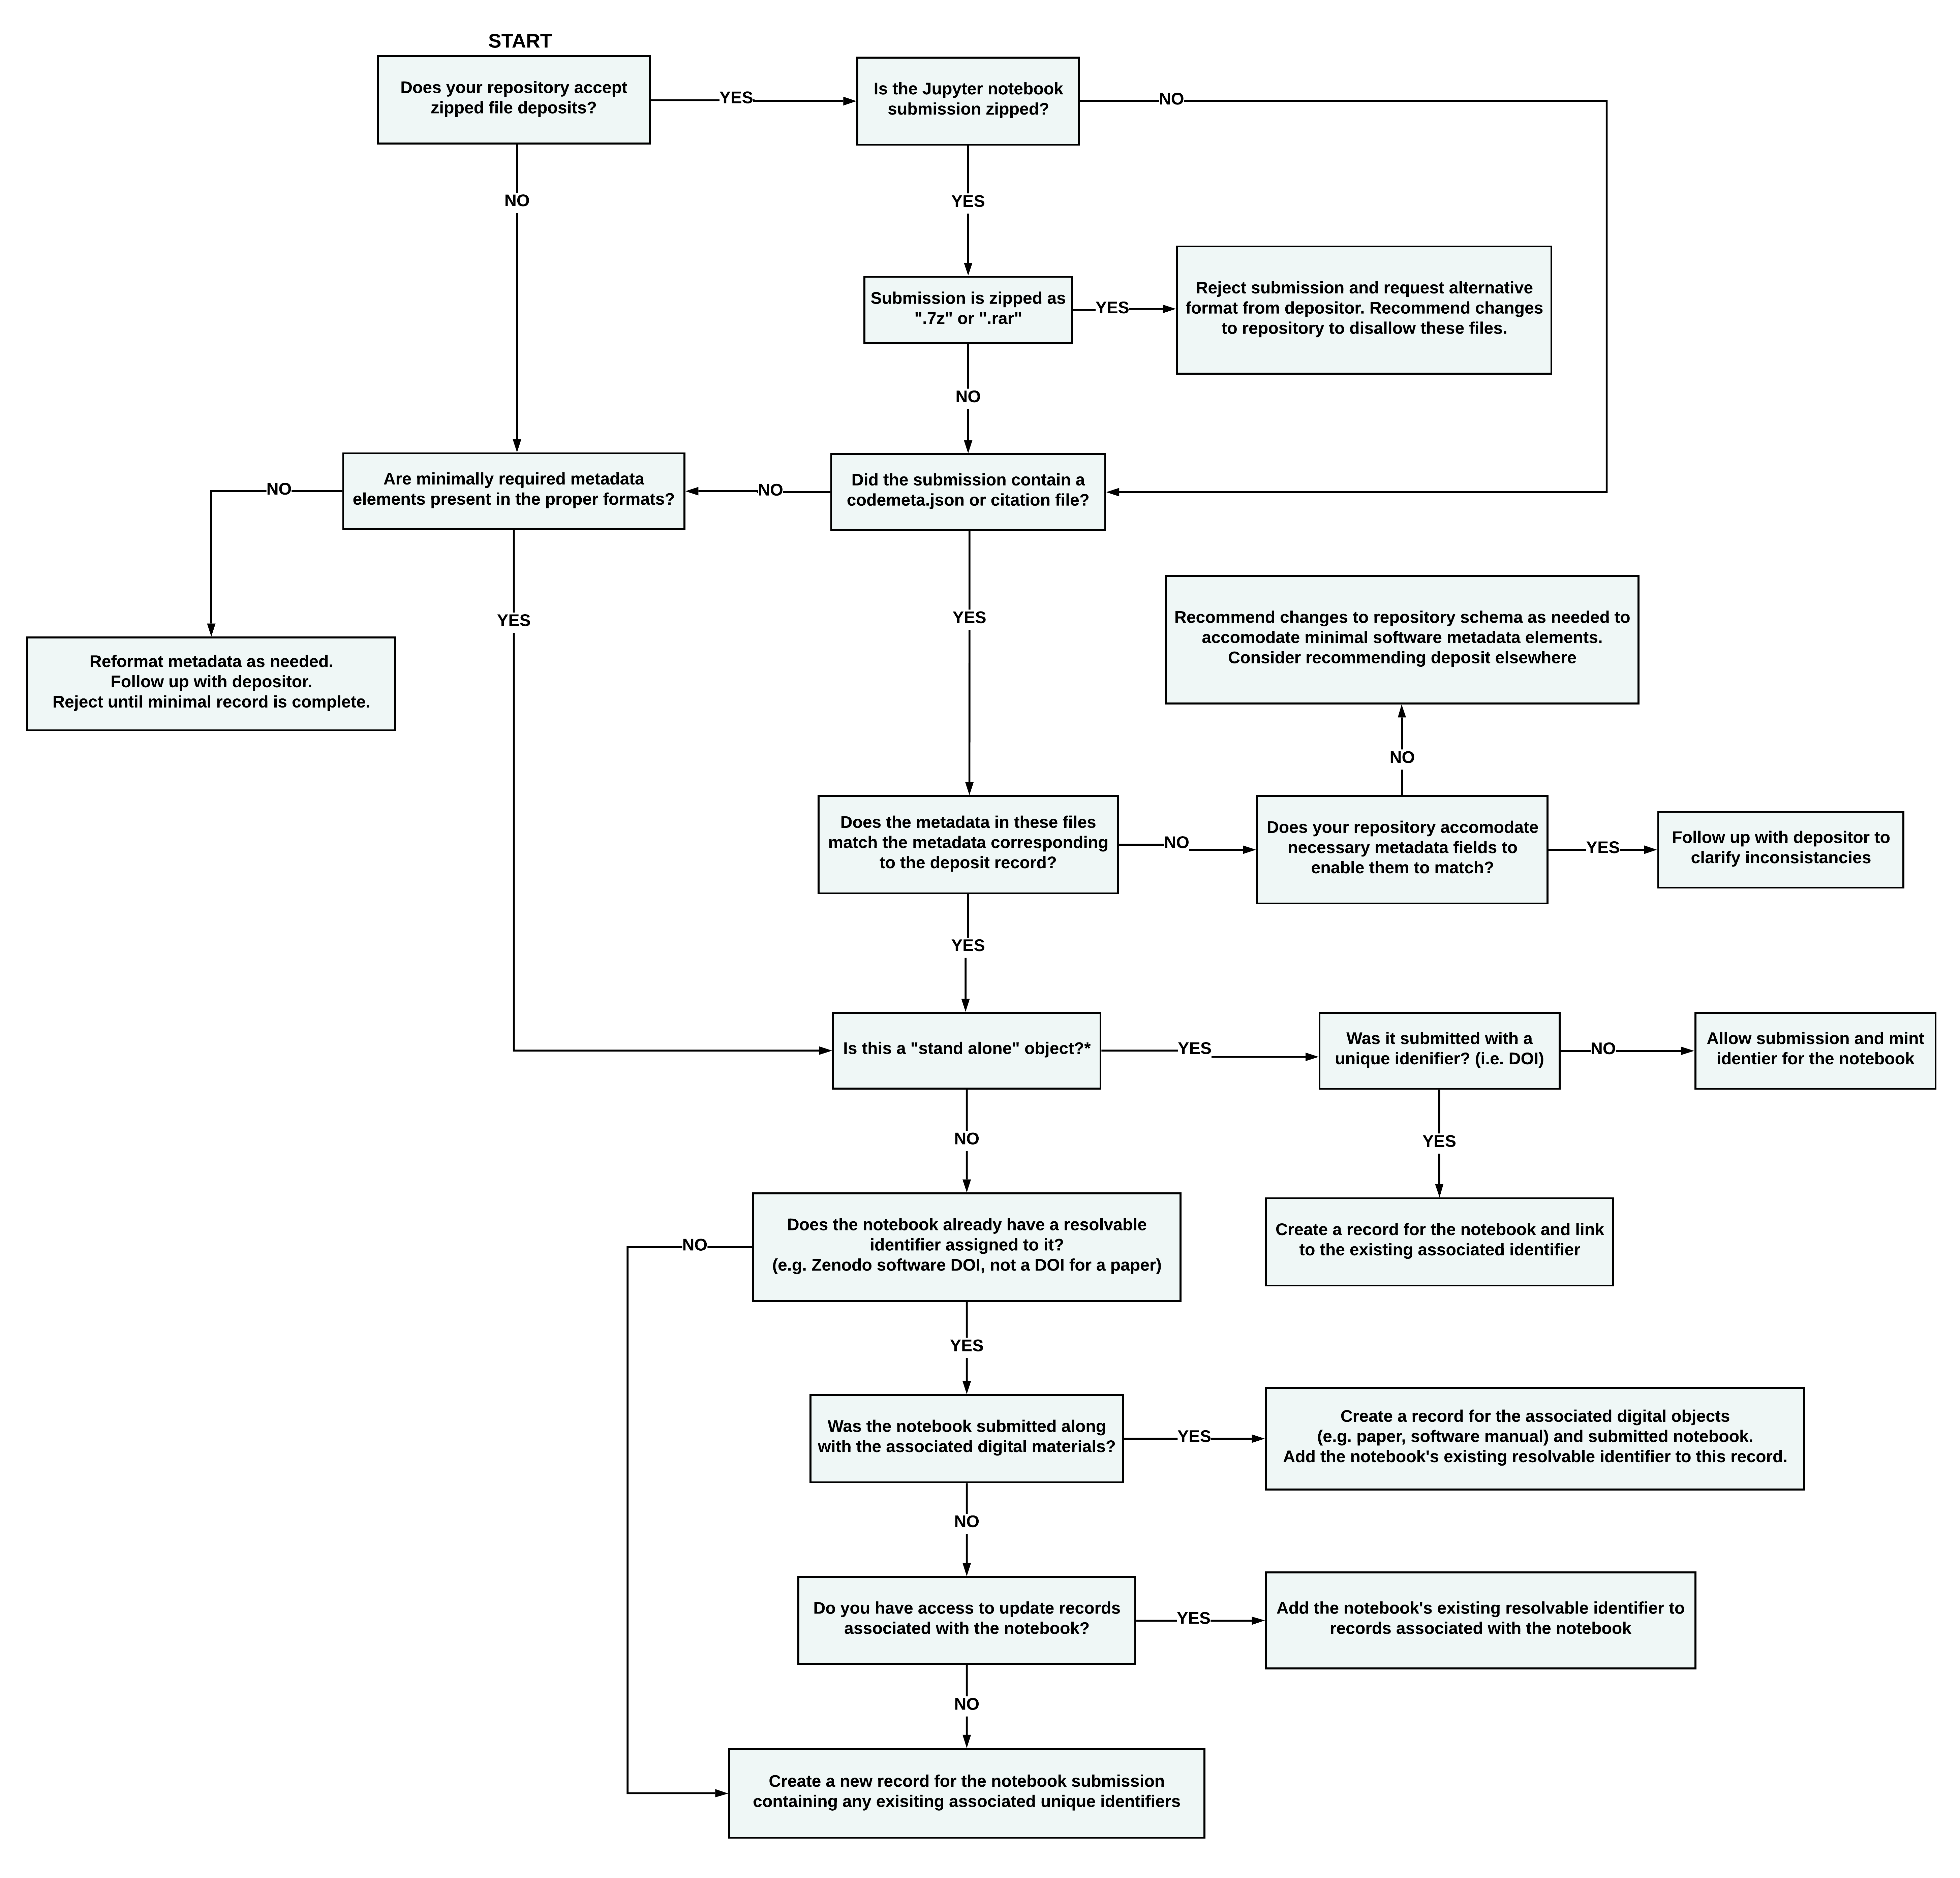 START
Does your repository accept
zipped file deposits?
YES
Is the Jupyter notebook
submission zipped?
NO
NO
YES
Submission is zipped as
".7z" or ".rar"
YES
Reject submission and request alternative
format from depositor. Recommend changes
to repository to disallow these files.
NO
Are minimally required metadata
elements present in the proper formats?
NO
NO
Did the submission contain a
codemeta.json or citation file?
YES
YES
Reformat metadata as needed.
Follow up with depositor.
Reject until minimal record is complete.
Recommend changes to repository schema as needed to
accomodate minimal software metadata elements.
Consider recommending deposit elsewhere
NO
Does the metadata in these files
match the metadata corresponding
to the deposit record?
NO
Does your repository accomodate
necessary metadata fields to
enable them to match?
YES
Follow up with depositor to
clarify inconsistancies
YES
Is this a "stand alone" object?*
YES
Was it submitted with a
unique idenifier? (i.e. DOI)
NO
Allow submission and mint
identier for the notebook
NO
YES
Does the notebook already have a resolvable
identifier assigned to it?
(e.g. Zenodo software DOI, not a DOI for a paper)
NO
Create a record for the notebook and link
to the existing associated identifier
YES
Was the notebook submitted along
with the associated digital materials?
YES
Create a record for the associated digital objects
(e.g. paper, software manual) and submitted notebook.
Add the notebook's existing resolvable identifier to this record.
NO
Do you have access to update records
associated with the notebook?
YES
Add the notebook's existing resolvable identifier to
records associated with the notebook
NO
Create a new record for the notebook submission
containing any exisiting associated unique identifiers